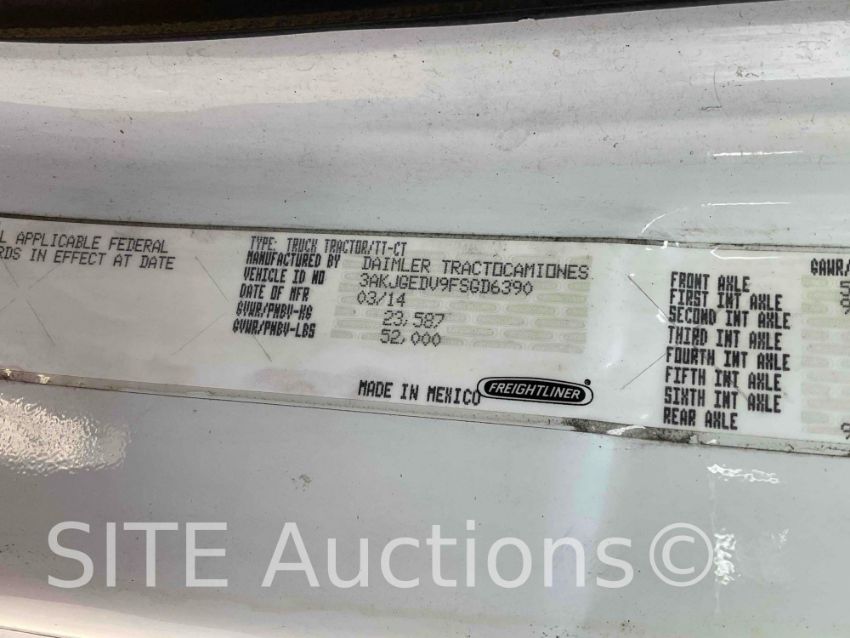 L APPLICABLE FEDERAL
RDS IN EFFECT AT DATE
TYPE: TRUCK TRACTOR/TT-CT
MANUFACTURED BY DAIMLER TRACTOCAMIONES
VEHICLE ID NO 3AKJGEDV9FSGD6390
DATE OF MFR 03/14
GVWR/PNBV-KG 23,587
GVWR/PNBV-LBS 52,000
MADE IN MEXICO FREIGHTLINER
GAWR/
FRONT AXLE 5
FIRST INT AXLE
SECOND INT AXLE
THIRD INT AXLE
FOURTH INT AXLE
FIFTH INT AXLE
SIXTH INT AXLE
REAR AXLE 9
SITE Auctions©